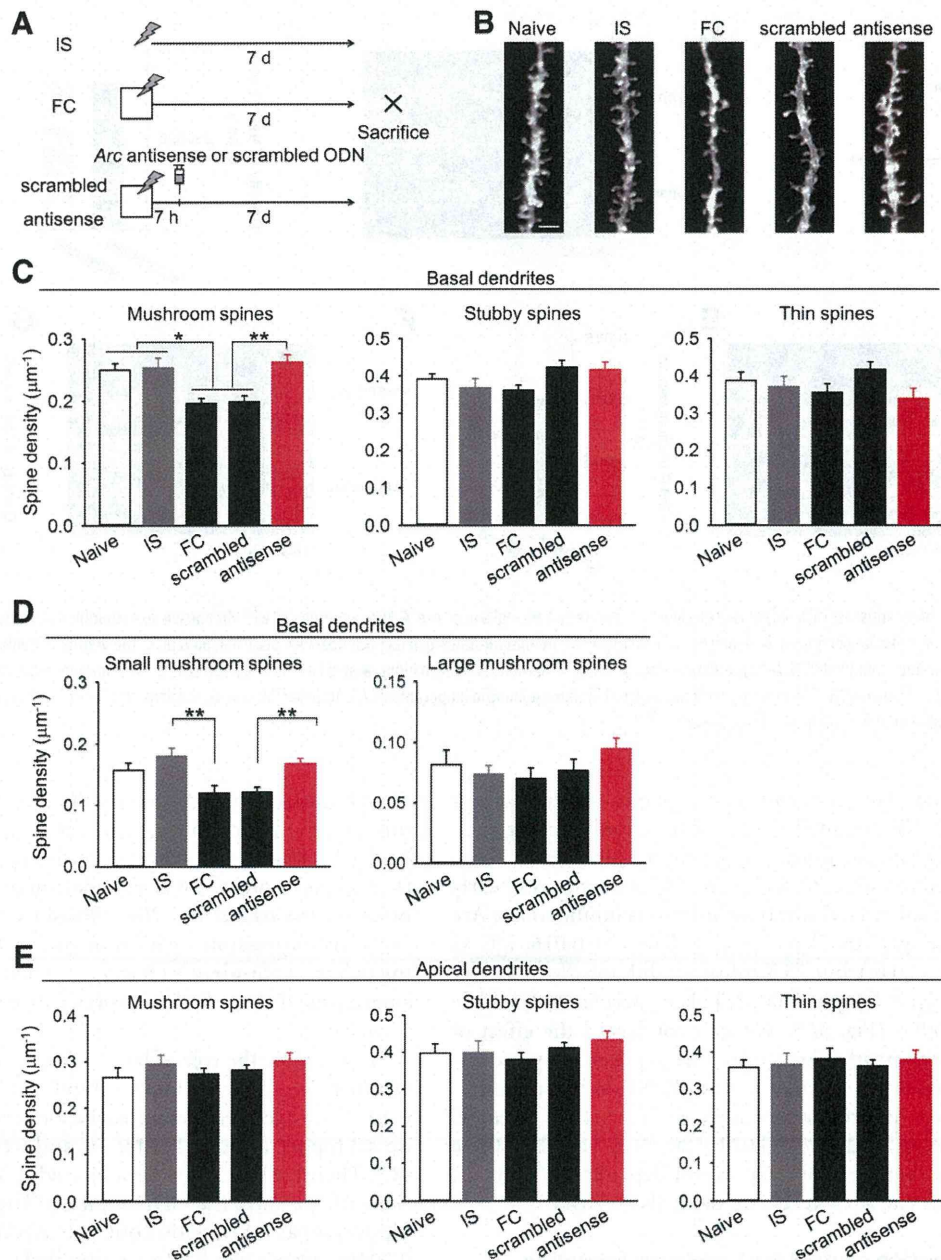 A
IS
7 d
FC
7 d
Sacrifice
Arc antisense or scrambled ODN
scrambled
antisense
7 h
7 d
B
Naive IS FC scrambled antisense
C
Basal dendrites
Mushroom spines
Spine density (μm⁻¹)
0.3
0.2
0.1
0.0
* **
Naive IS FC scrambled antisense
Stubby spines
0.5
0.4
0.3
0.2
0.1
0.0
Naive IS FC scrambled antisense
Thin spines
0.5
0.4
0.3
0.2
0.1
0.0
Naive IS FC scrambled antisense
D
Basal dendrites
Small mushroom spines
Spine density (μm⁻¹)
0.3
0.2
0.1
0.0
** **
Naive IS FC scrambled antisense
Large mushroom spines
0.15
0.10
0.05
0.00
Naive IS FC scrambled antisense
E
Apical dendrites
Mushroom spines
Spine density (μm⁻¹)
0.4
0.3
0.2
0.1
0.0
Naive IS FC scrambled antisense
Stubby spines
0.5
0.4
0.3
0.2
0.1
0.0
Naive IS FC scrambled antisense
Thin spines
0.5
0.4
0.3
0.2
0.1
0.0
Naive IS FC scrambled antisense